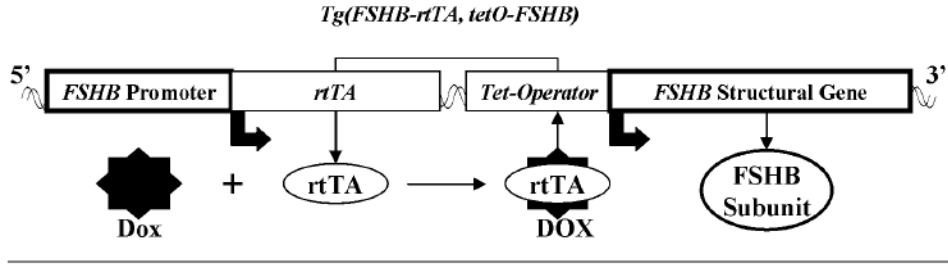 Tg(FSHB-rtTA, tetO-FSHB)
5’ 3’
FSHB Promoter rtTA Tet-Operator FSHB Structural Gene
+ rtTA rtTA FSHB
Subunit
Dox DOX